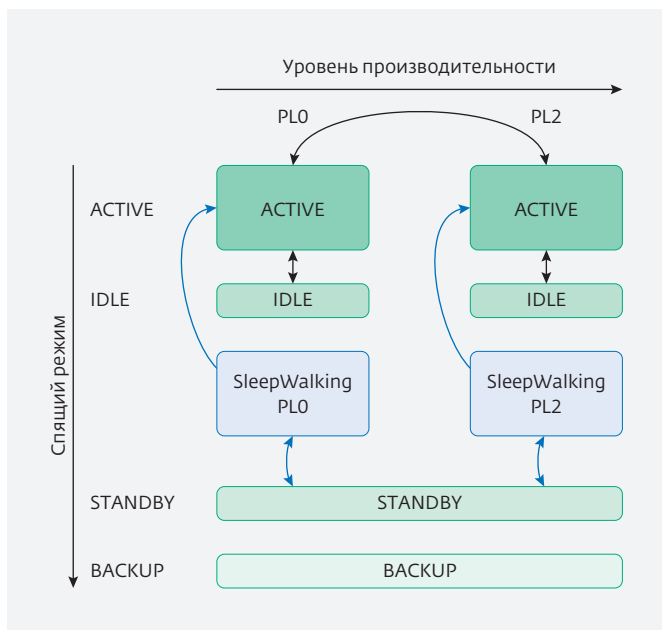 Уровень производительности
PL0 PL2
ACTIVE ACTIVE ACTIVE
IDLE IDLE IDLE
Спящий режим
SleepWalking SleepWalking
PL0 PL2
STANDBY STANDBY
BACKUP BACKUP